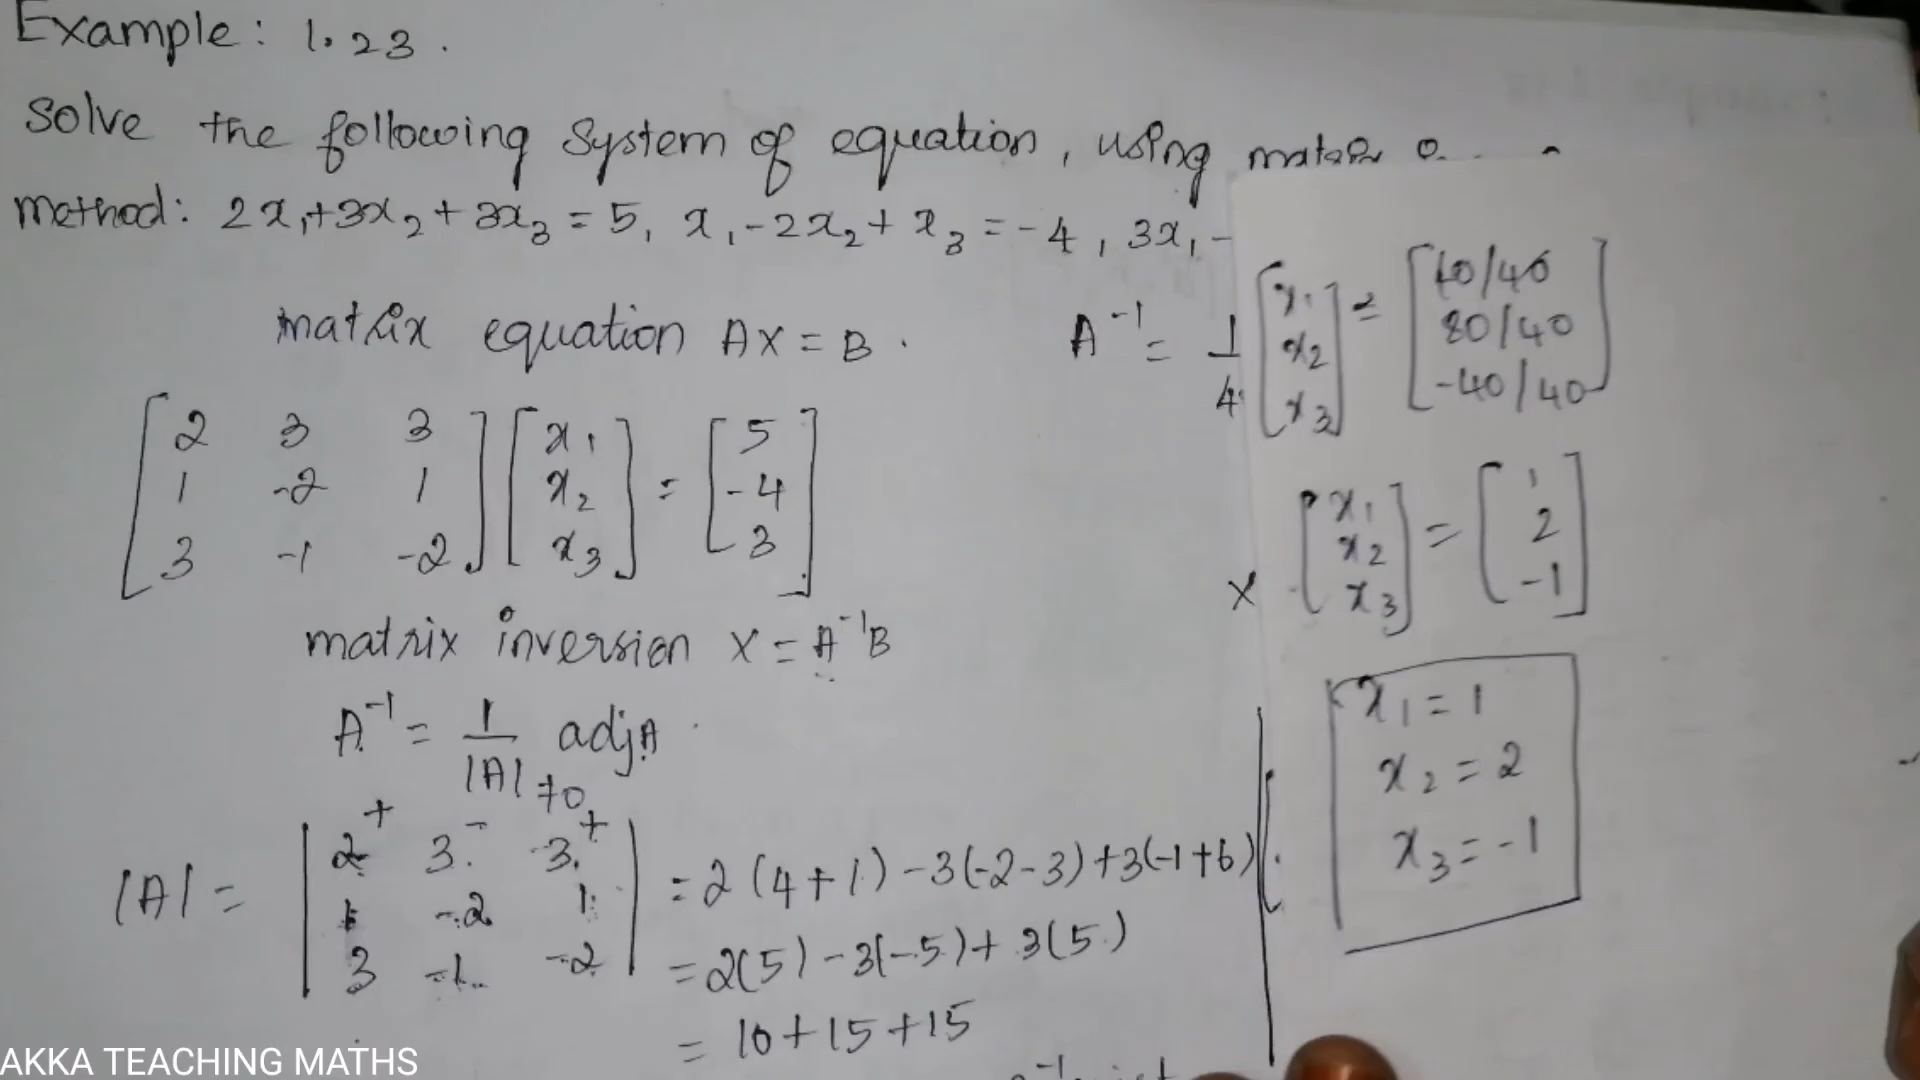 Example: 1.23.
Solve the following System of equation, using
method: 2x₁+3x₂+3x₃=5, x₁-2x₂+x₃=-4, 3x₁-
matrix equation AX=B.
[2 3 3] [x₁] = [5]
[1 -2 1] [x₂] [-4]
[3 -1 -2] [x₃] [3]
matrix inversion X=A⁻¹B
A⁻¹ = 1/|A| adjA
≠0
|A| = |2⁺ 3⁻ 3⁺| = 2(4+1)-3(-2-3)+3(-1+6)
|1 -2 1|
|3 -1 -2| = 2(5)-3(-5)+3(5)
= 10+15+15
A⁻¹ = 1/4
[x₁] = [40/40]
[x₂] [80/40]
[x₃] [-40/40]
X
[x₁] = [1]
[x₂] [2]
[x₃] [-1]
x₁=1
x₂=2
x₃=-1
AKKA TEACHING MATHS